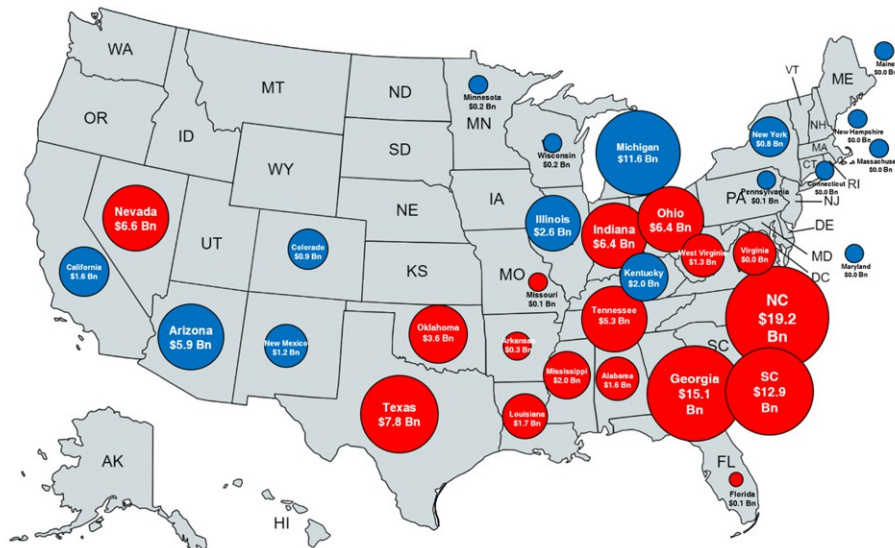 WA
MT
ND
Minnesota
$0.2 Bn
MN
VT
ME
Maine
$0.0 Bn
OR
ID
SD
WY
Wisconsin
$0.2 Bn
Michigan
$11.6 Bn
New York
$0.8 Bn
NH
New Hampshire
$0.0 Bn
MA
Massachuse
$0.0 Bn
CT
Connecticut
$0.0 Bn
RI
Pennsylvania
$0.1 Bn
PA
NJ
Nevada
$6.6 Bn
NE
IA
Illinois
$2.6 Bn
Indiana
$6.4 Bn
Ohio
$6.4 Bn
DE
UT
Colorado
$0.9 Bn
West Virginia
$1.3 Bn
Virginia
$0.0 Bn
MD
Maryland
$0.0 Bn
DC
California
$1.6 Bn
KS
MO
Missouri
$0.1 Bn
Kentucky
$2.0 Bn
NC
$19.2
Bn
Tennessee
$5.3 Bn
Arizona
$5.9 Bn
New Mexico
$1.2 Bn
Oklahoma
$3.6 Bn
Arkansas
$0.3 Bn
SC
Mississippi
$2.0 Bn
Alabama
$1.6 Bn
Georgia
$15.1
Bn
SC
$12.9
Bn
Texas
$7.8 Bn
Louisiana
$1.7 Bn
AK
HI
FL
Florida
$0.1 Bn